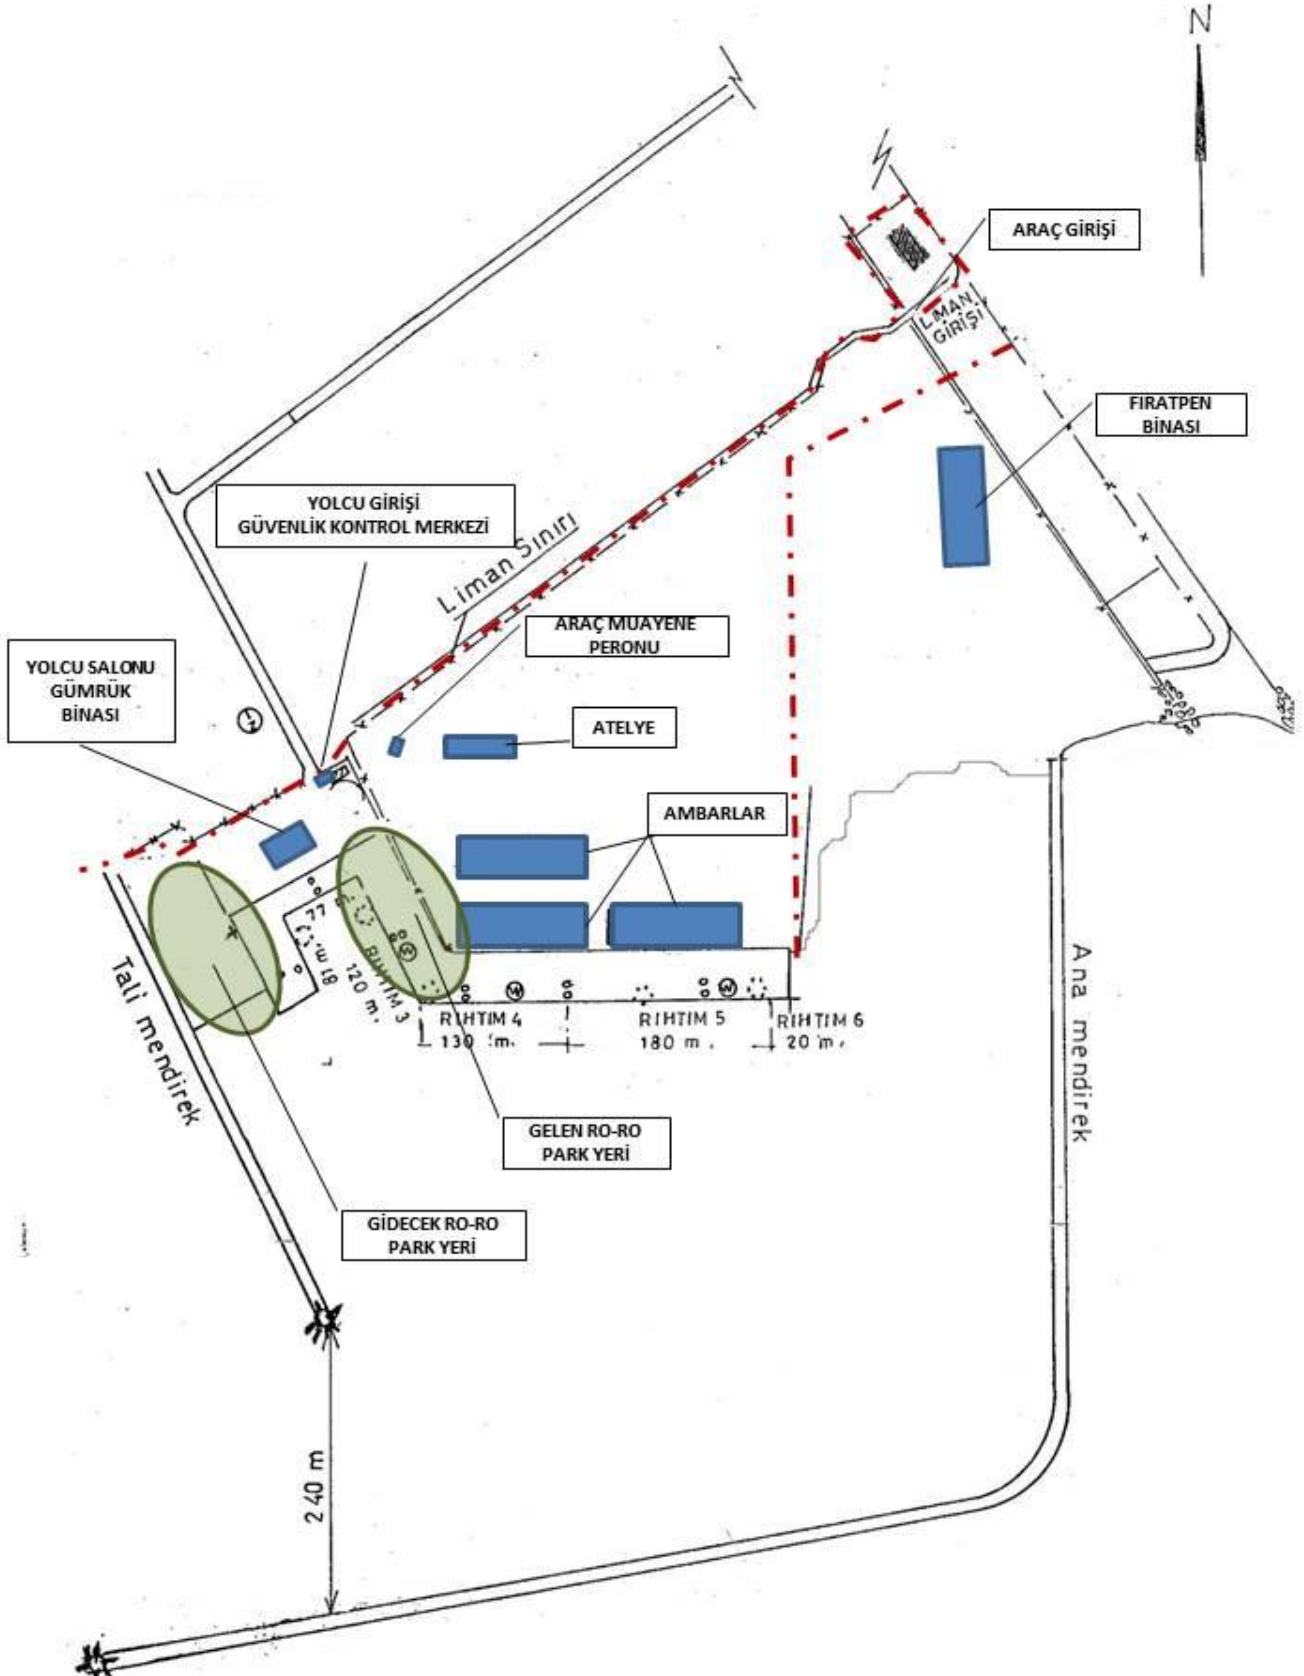 N
ARAÇ GİRİŞİ
LİMAN
GİRİŞİ
FIRATPEN
BİNASI
YOLCU GİRİŞİ
GÜVENLİK KONTROL MERKEZİ
Liman Sınırı
ARAÇ MUAYENE
PERONU
YOLCU SALONU
GÜMRÜK
BİNASI
ATELYE
AMBARLAR
81 m.
RIHTIM 3
120 m.
RIHTIM 4
130 m.
RIHTIM 5
180 m.
RIHTIM 6
20 m.
Tali mendirek
Ana mendirek
GELEN RO-RO
PARK YERİ
GİDECEK RO-RO
PARK YERİ
240 m